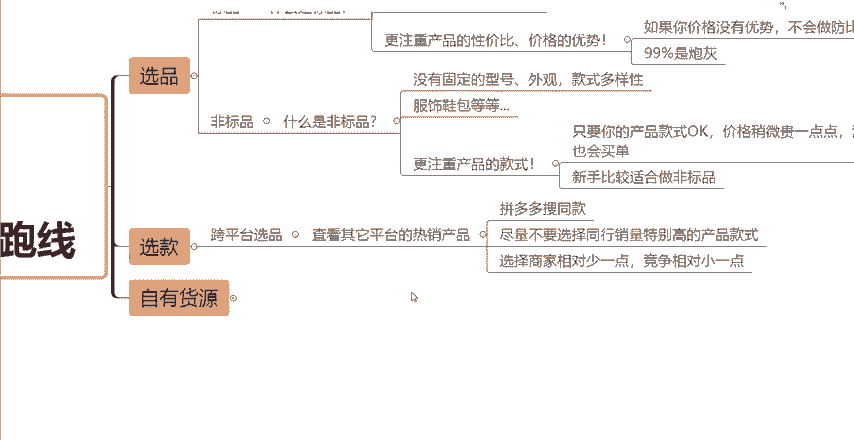 如果你价格没有优势，不会做防比
更注重产品的性价比、价格的优势！
99%是炮灰
选品
没有固定的型号、外观，款式多样性
服饰鞋包等等...
非标品
什么是非标品？
只要你的产品款式OK，价格稍微贵一点点，
也会买单
更注重产品的款式！
新手比较适合做非标品
跑线
拼多多搜同款
选款
跨平台选品
查看其它平台的热销产品
尽量不要选择同行销量特别高的产品款式
选择商家相对少一点，竞争相对小一点
自有货源